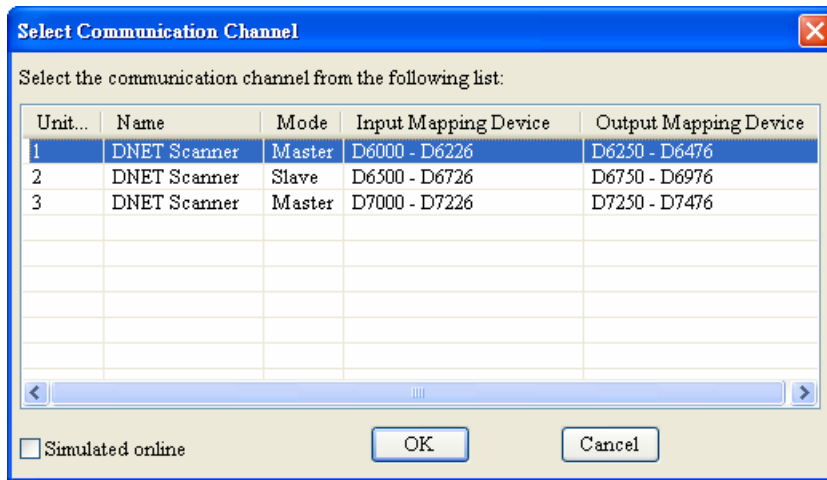 Select Communication Channel
Select the communication channel from the following list:
Unit... Name Mode Input Mapping Device Output Mapping Device
1 DNET Scanner Master D6000 - D6226 D6250 - D6476
2 DNET Scanner Slave D6500 - D6726 D6750 - D6976
3 DNET Scanner Master D7000 - D7226 D7250 - D7476
Simulated online OK Cancel